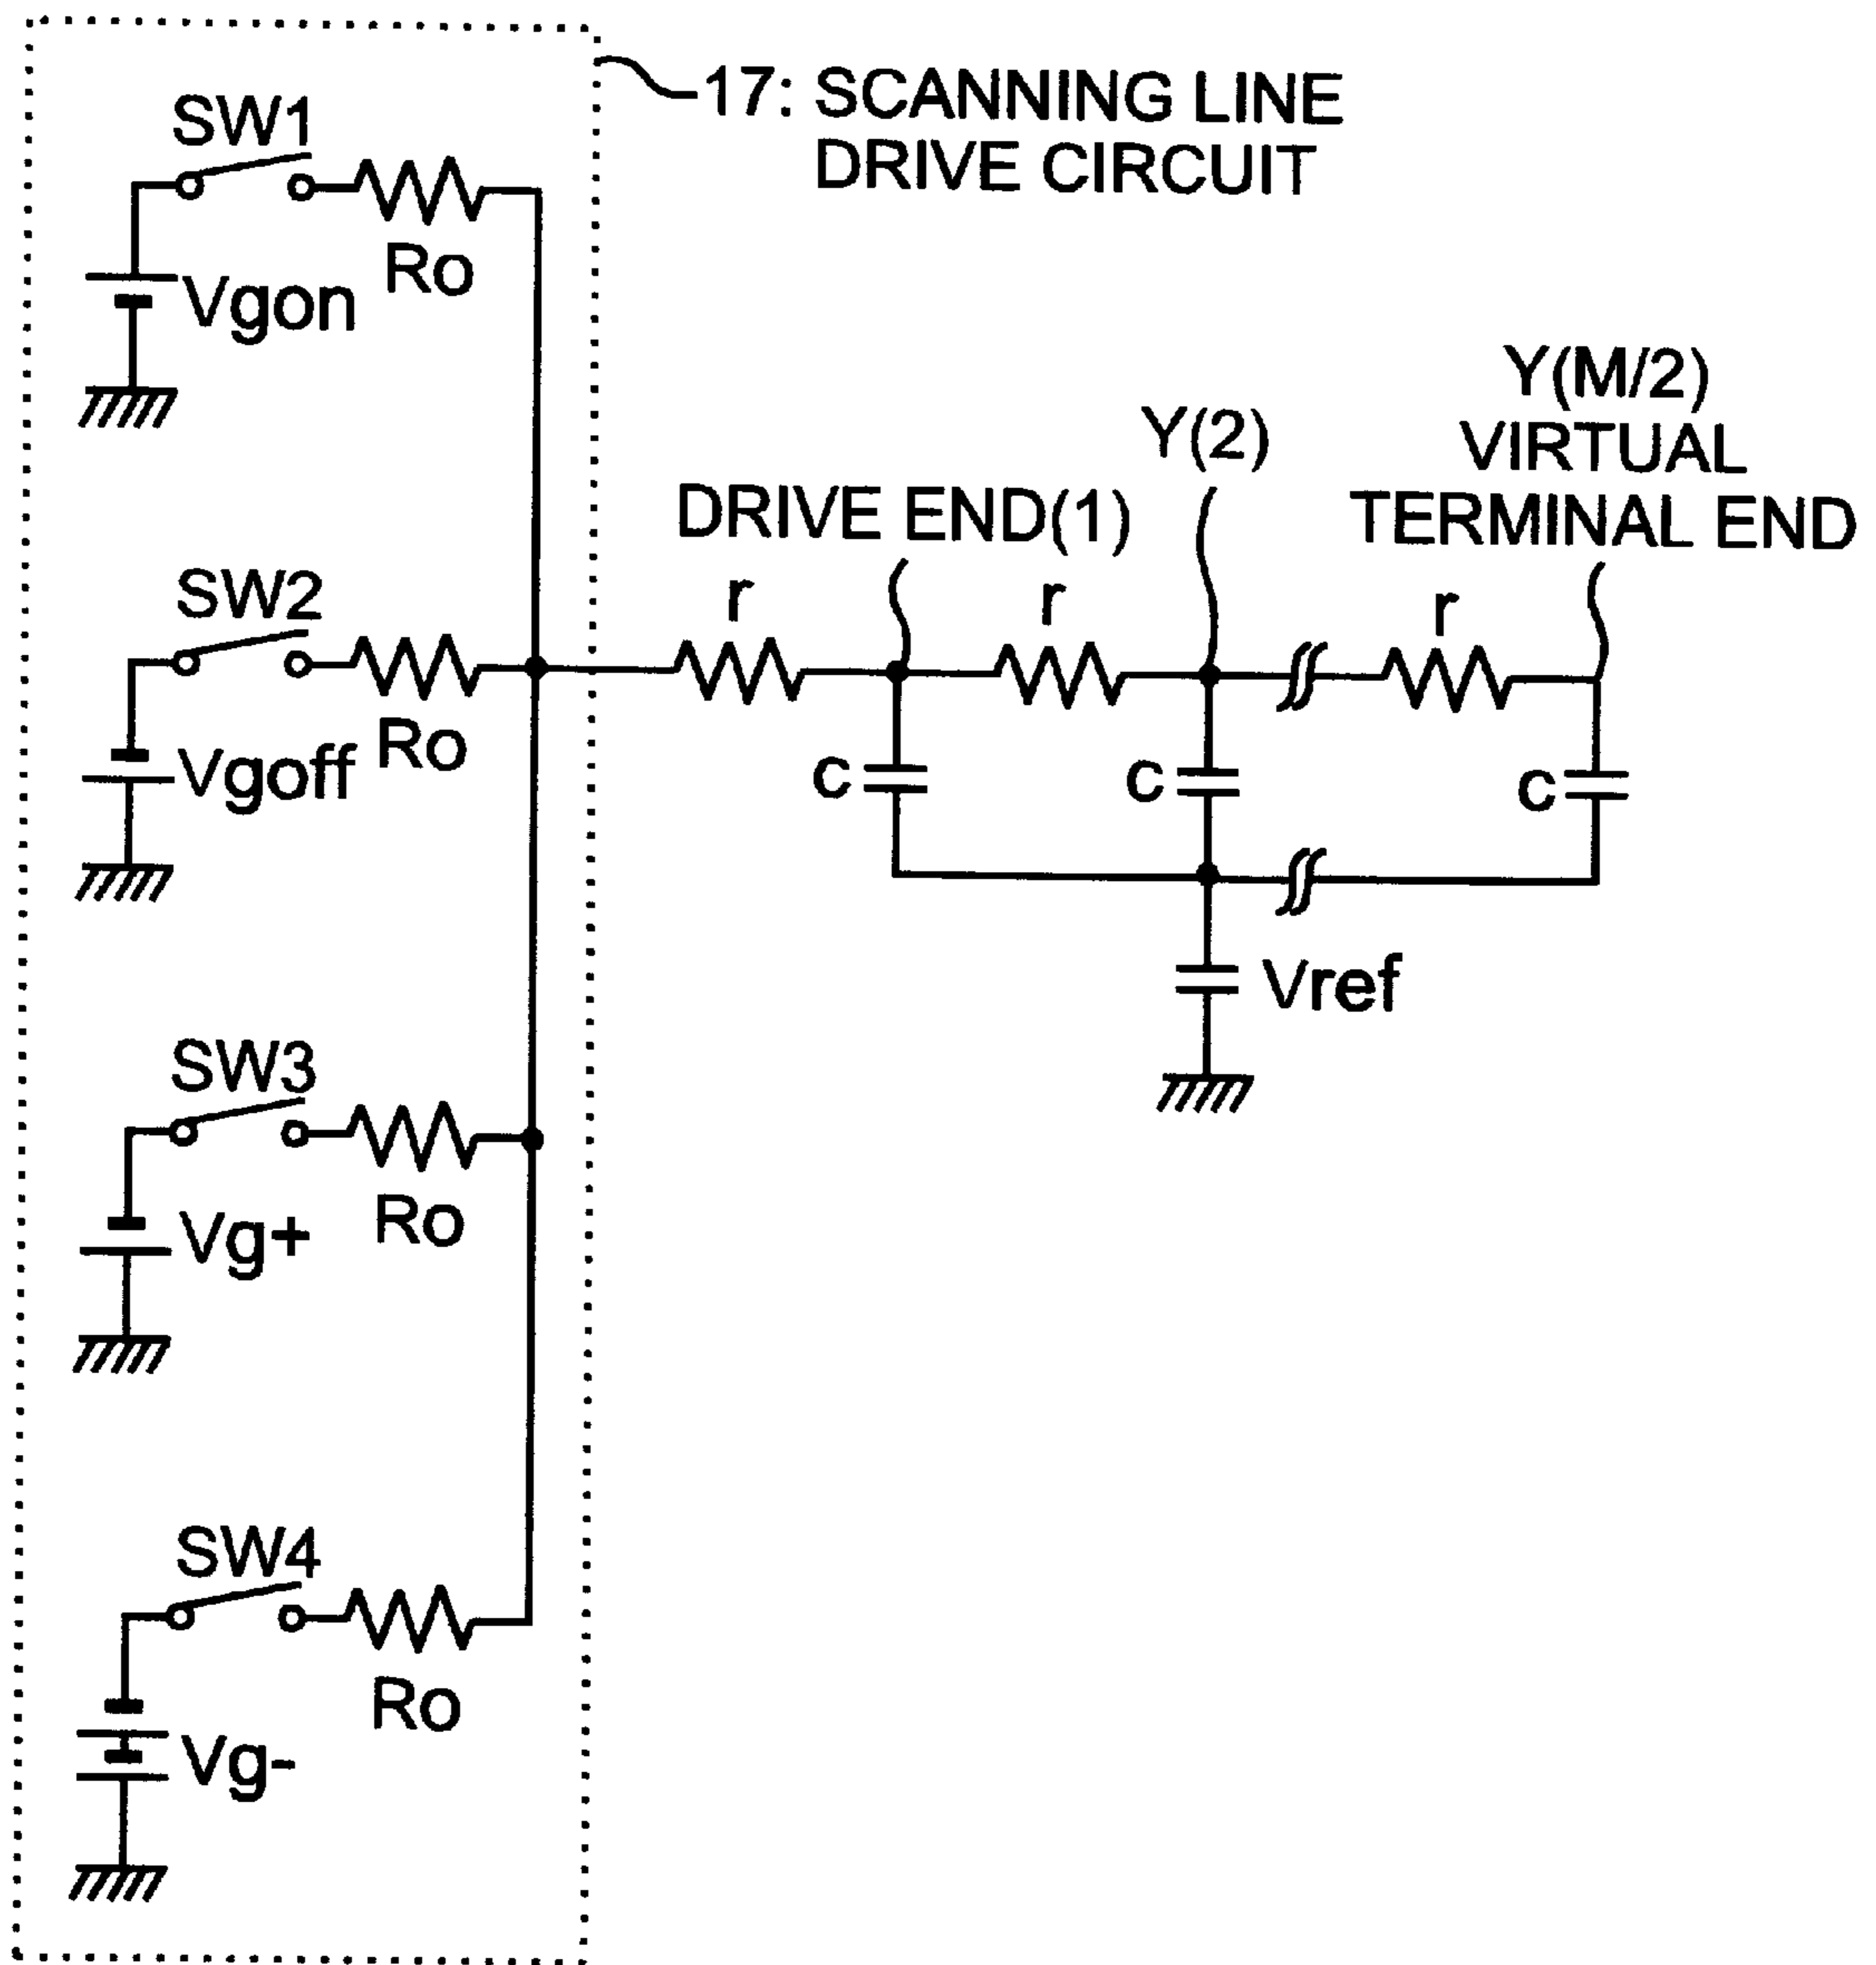 17: SCANNING LINE
DRIVE CIRCUIT
SW1
Ro
Vgon
Y(M/2)
VIRTUAL
TERMINAL END
Y(2)
DRIVE END(1)
SW2
r
r
r
Ro
Vgoff
c
c
c
Vref
SW3
Ro
Vg+
SW4
Ro
Vg-